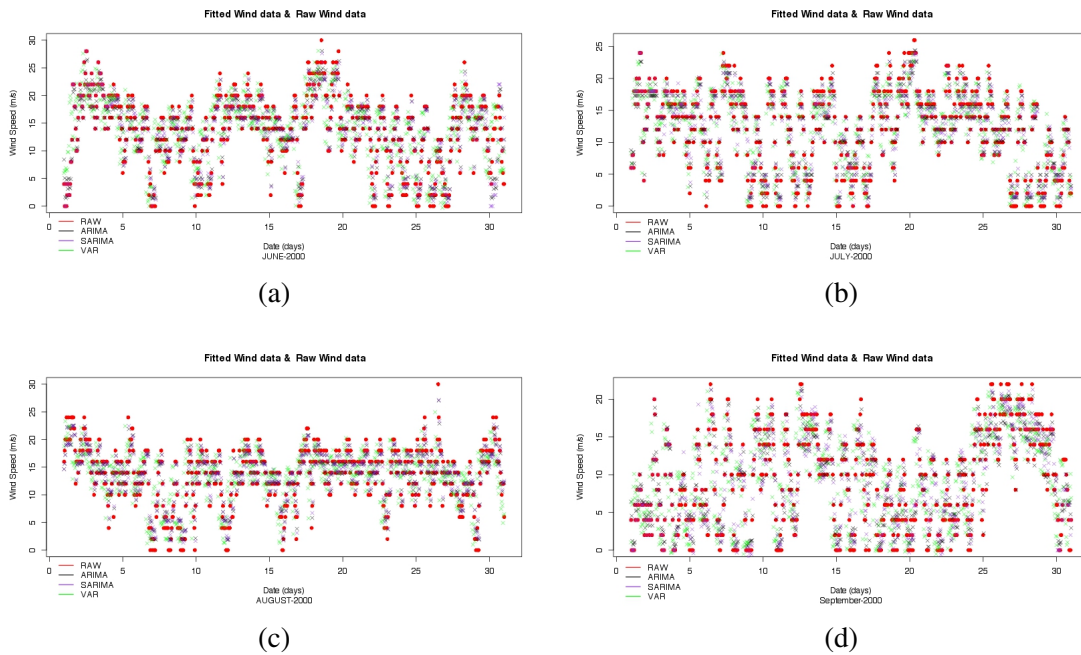 Fitted Wind data & Raw Wind data
Wind Speed (m/s)
0 5 10 15 20 25 30
0 5 10 15 20 25 30
RAW
ARIMA
SARIMA
VAR
Date (days)
JUNE-2000
(a)
Fitted Wind data & Raw Wind data
Wind Speed (m/s)
0 5 10 15 20 25
0 5 10 15 20 25 30
RAW
ARIMA
SARIMA
VAR
Date (days)
JULY-2000
(b)
Fitted Wind data & Raw Wind data
Wind Speed (m/s)
0 5 10 15 20 25 30
0 5 10 15 20 25 30
RAW
ARIMA
SARIMA
VAR
Date (days)
AUGUST-2000
(c)
Fitted Wind data & Raw Wind data
Wind Speed (m/s)
0 5 10 15 20
0 5 10 15 20 25 30
RAW
ARIMA
SARIMA
VAR
Date (days)
September-2000
(d)